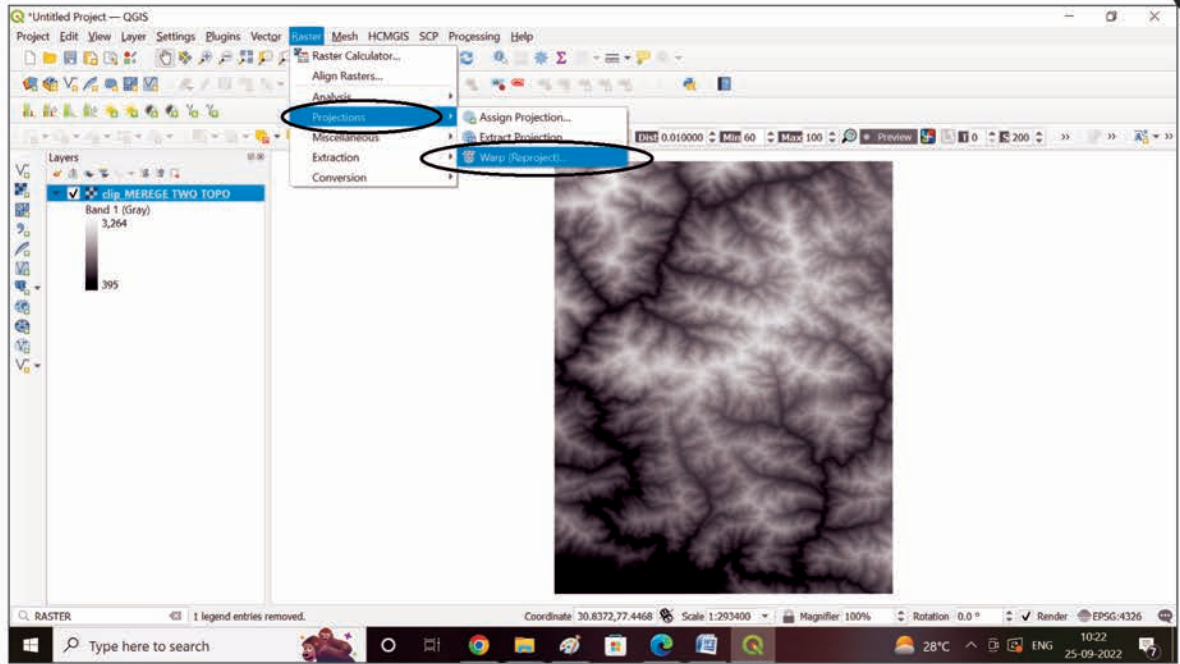 *Untitled Project — QGIS
Project Edit View Layer Settings Plugins Vector Raster Mesh HCMGIS SCP Processing Help
Raster Calculator...
Align Rasters...
Analysis
Projections
Assign Projection...
Miscellaneous
Extract Projection...
Dist 0.010000 Min 60 Max 100 Preview T 0 S 200 » »
Extraction
Warp (Reproject)...
Conversion
Layers
clip_MEREGE TWO TOPO
Band 1 (Gray)
3,264
395
RASTER 1 legend entries removed. Coordinate 30.8372,77.4468 Scale 1:293400 Magnifier 100% Rotation 0.0 ° Render EPSG:4326
Type here to search 28°C ENG 10:22
25-09-2022 7